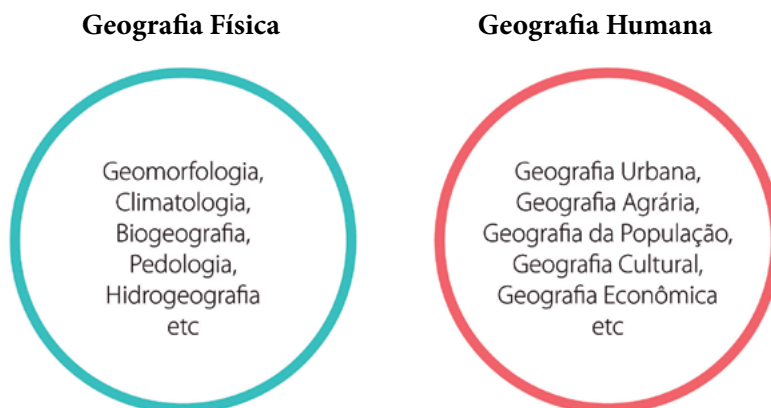 Geografia Física
Geografia Humana
Geomorfologia,
Climatologia,
Biogeografia,
Pedologia,
Hidrogeografia
etc
Geografia Urbana,
Geografia Agrária,
Geografia da População,
Geografia Cultural,
Geografia Econômica
etc